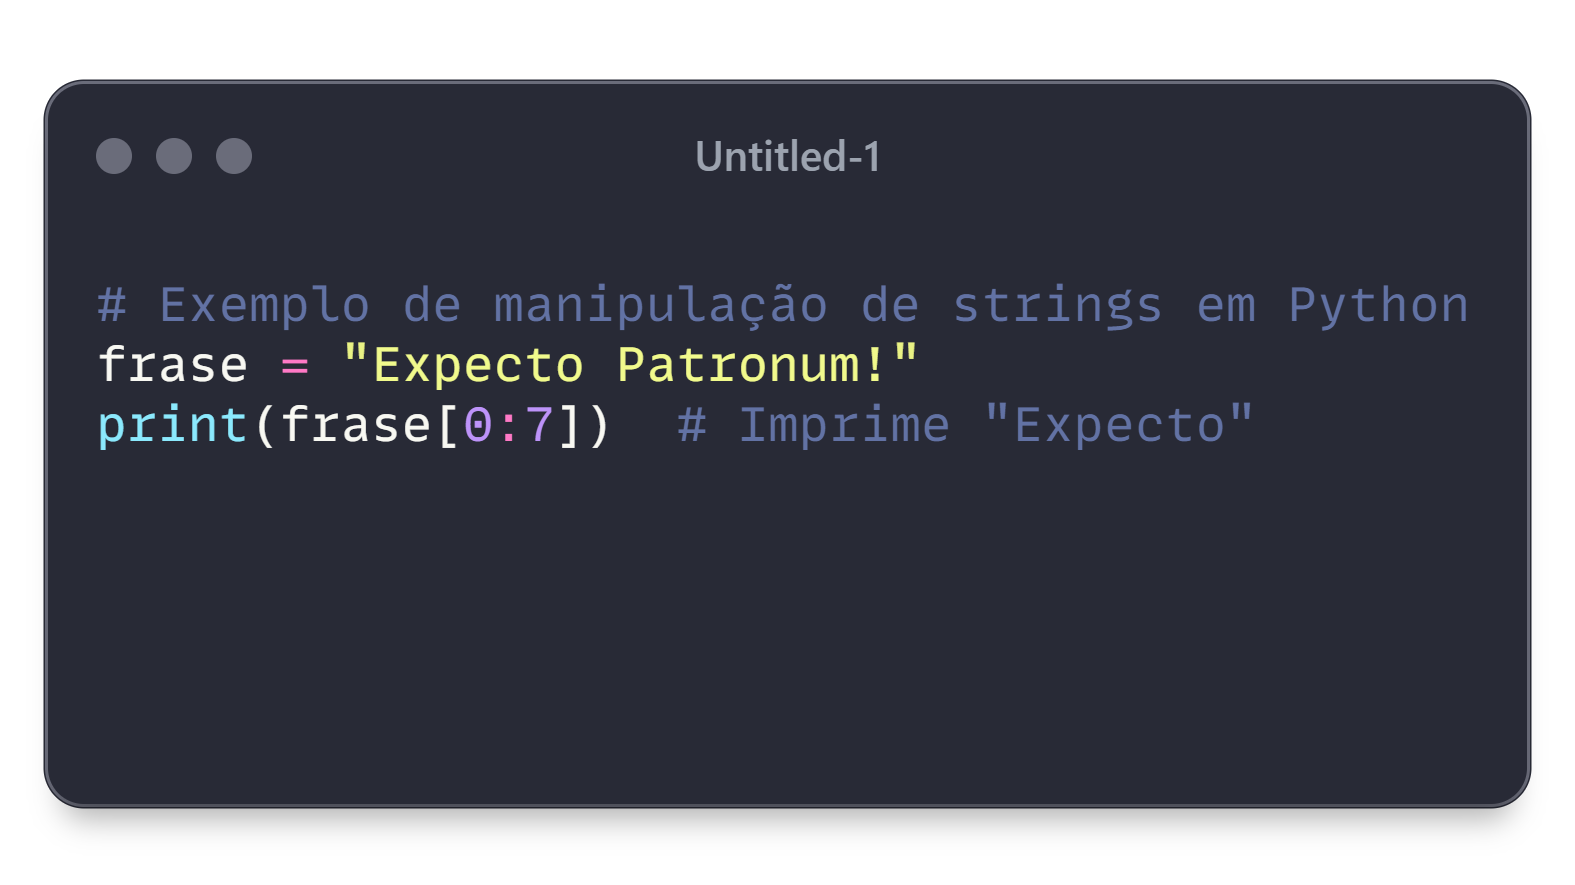 Untitled-1
# Exemplo de manipulação de strings em Python
frase = "Expecto Patronum!"
print(frase[0:7])  # Imprime "Expecto"